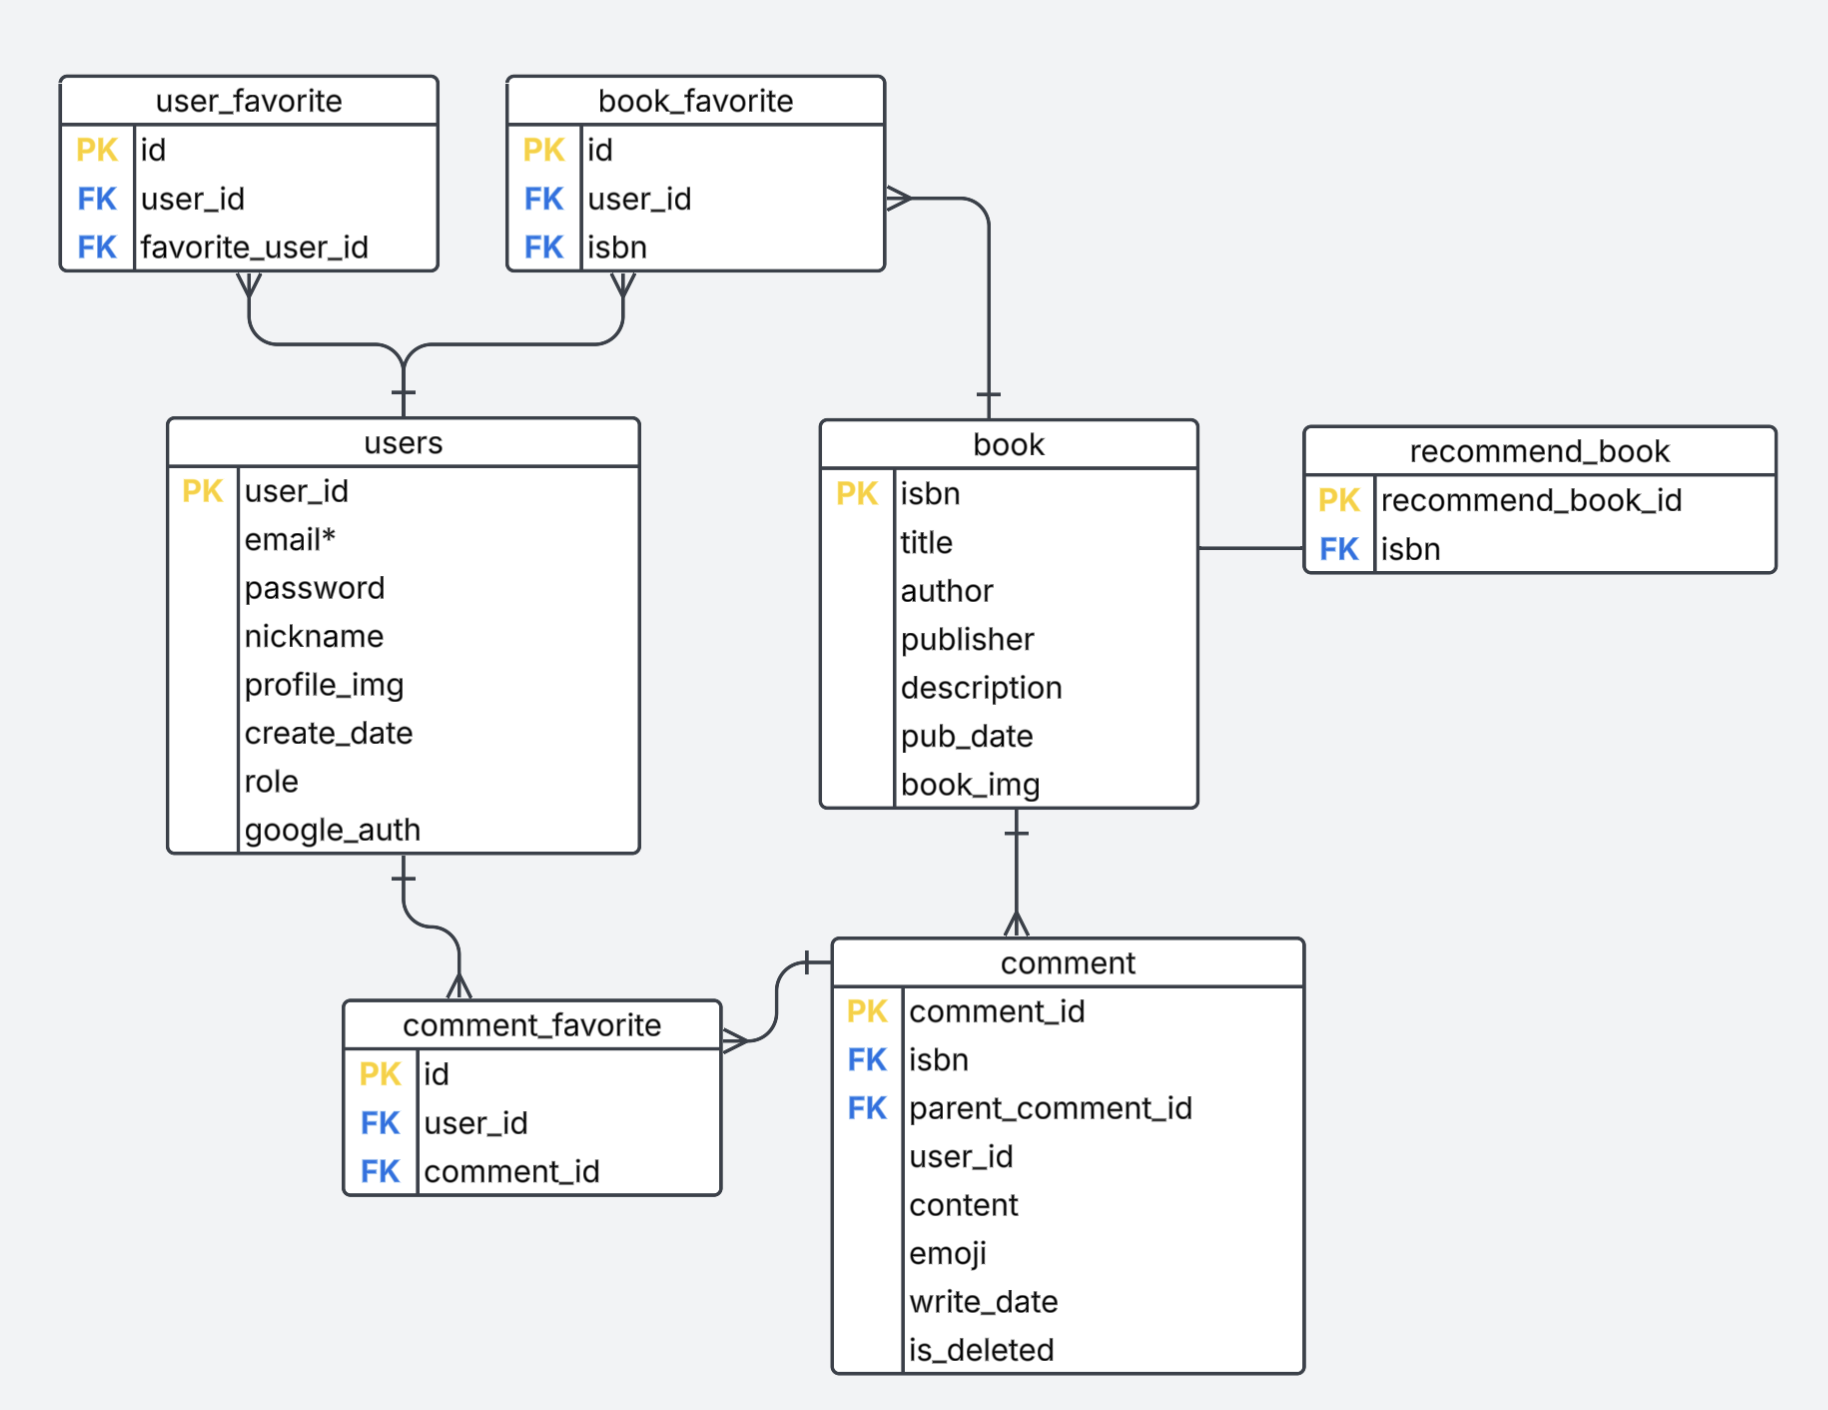 user_favorite
PK id
FK user_id
FK favorite_user_id
book_favorite
PK id
FK user_id
FK isbn
users
PK user_id
email*
password
nickname
profile_img
create_date
role
google_auth
book
PK isbn
title
author
publisher
description
pub_date
book_img
recommend_book
PK recommend_book_id
FK isbn
comment_favorite
PK id
FK user_id
FK comment_id
comment
PK comment_id
FK isbn
FK parent_comment_id
user_id
content
emoji
write_date
is_deleted